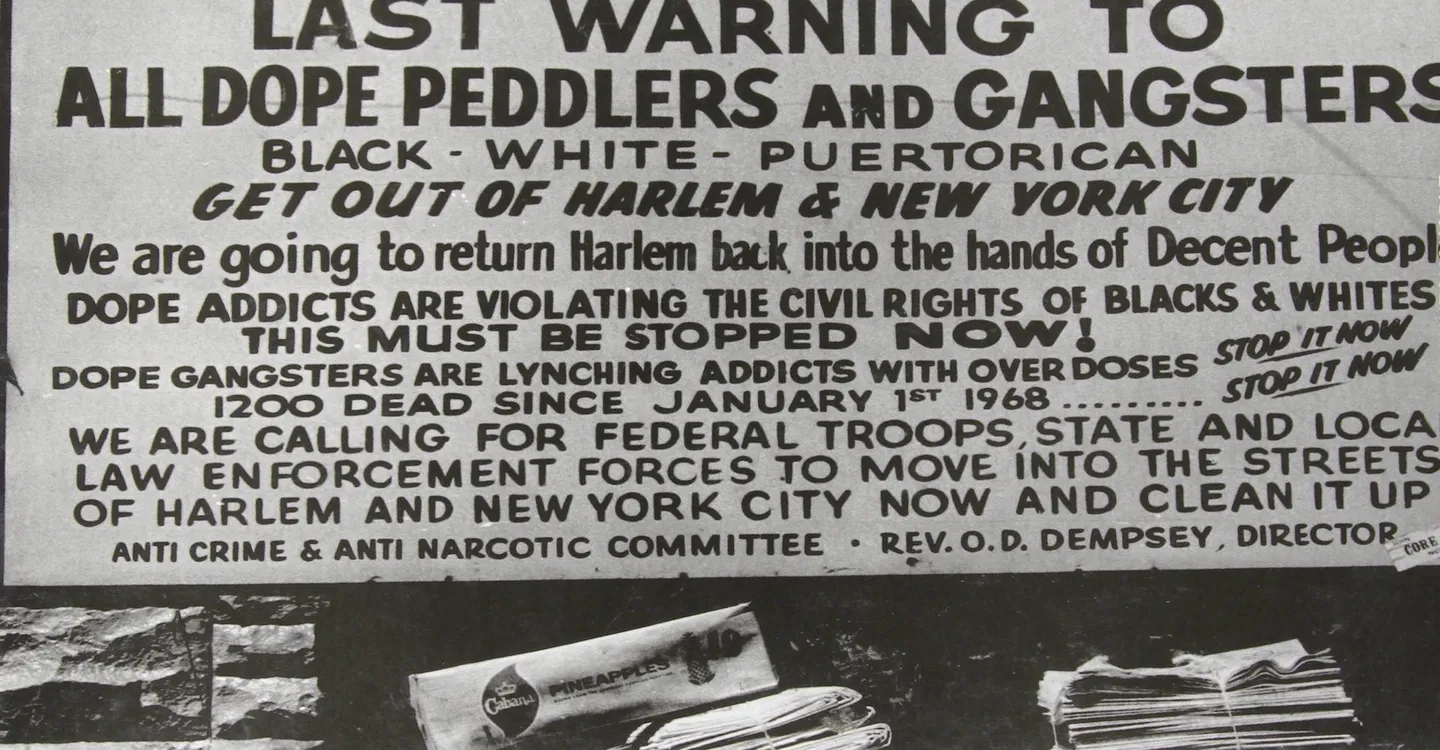 LAST WARNING TO
ALL DOPE PEDDLERS AND GANGSTERS
BLACK - WHITE - PUERTORICAN
GET OUT OF HARLEM & NEW YORK CITY
We are going to return Harlem back into the hands of Decent Peopl
DOPE ADDICTS ARE VIOLATING THE CIVIL RIGHTS OF BLACKS & WHITES
THIS MUST BE STOPPED NOW!
DOPE GANGSTERS ARE LYNCHING ADDICTS WITH OVER DOSES STOP IT NOW
1200 DEAD SINCE JANUARY 1ST 1968.......... STOP IT NOW
WE ARE CALLING FOR FEDERAL TROOPS, STATE AND LOCA
LAW ENFORCEMENT FORCES TO MOVE INTO THE STREETS
OF HARLEM AND NEW YORK CITY NOW AND CLEAN IT UP
ANTI CRIME & ANTI NARCOTIC COMMITTEE • REV. O. D. DEMPSEY, DIRECTOR
CORE
Cabana PINEAPPLES